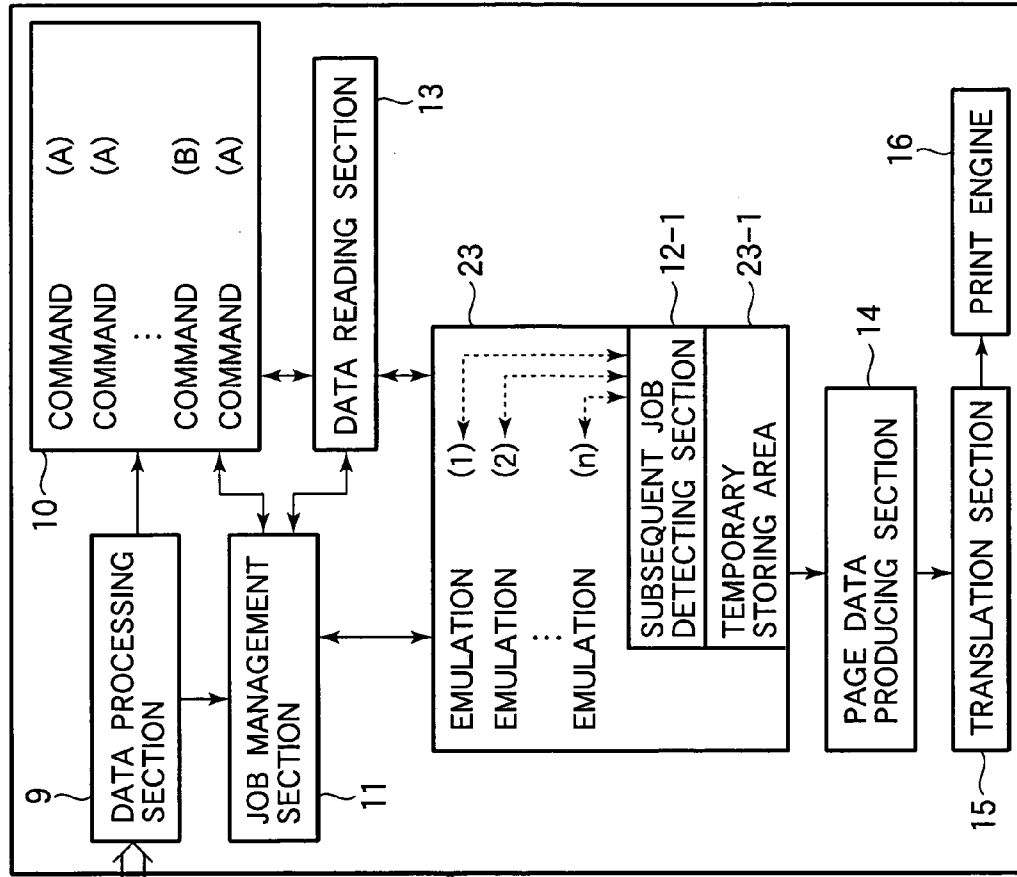 10
COMMAND (A)
COMMAND (A)
⋮
COMMAND (B)
COMMAND (A)
9
DATA PROCESSING
SECTION
JOB MANAGEMENT
SECTION
11
DATA READING SECTION
13
23
EMULATION (1)
EMULATION (2)
⋮
EMULATION (n)
SUBSEQUENT JOB
DETECTING SECTION
12-1
TEMPORARY
STORING AREA
23-1
PAGE DATA
PRODUCING SECTION
14
TRANSLATION SECTION
15
PRINT ENGINE
16